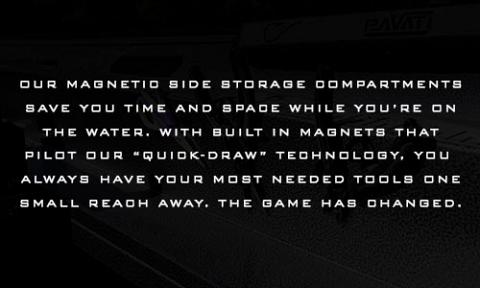 PAVATI
OUR MAGNETIC SIDE STORAGE COMPARTMENTS
SAVE YOU TIME AND SPACE WHILE YOU'RE ON
THE WATER. WITH BUILT IN MAGNETS THAT
PILOT OUR “QUICK-DRAW” TECHNOLOGY, YOU
ALWAYS HAVE YOUR MOST NEEDED TOOLS ONE
SMALL REACH AWAY. THE GAME HAS CHANGED.